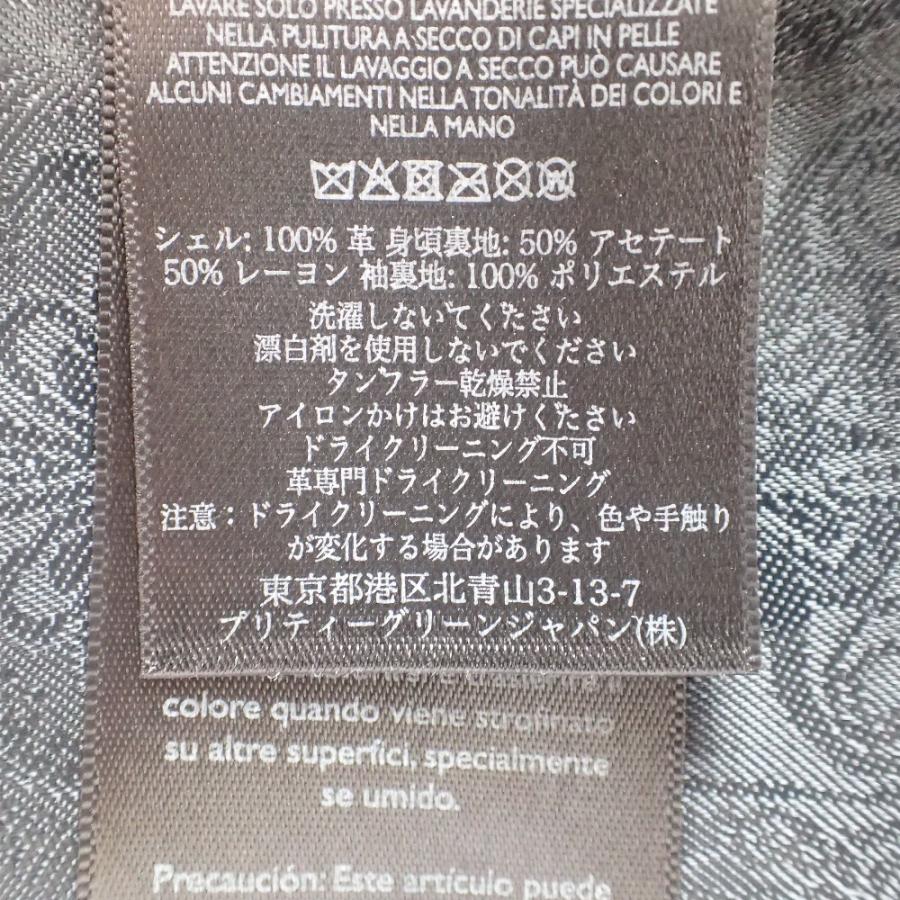 LAVARE SOLO PRESSO LAVANDERIE SPECIALIZZATE
NELLA PULITURA A SECCO DI CAPI IN PELLE
ATTENZIONE IL LAVAGGIO A SECCO PUÒ CAUSARE
ALCUNI CAMBIAMENTI NELLA TONALITÀ DEI COLORI E
NELLA MANO
シェル: 100% 革 身頃裏地: 50% アセテート
50% レーヨン 袖裏地: 100% ポリエステル
洗濯しないてください
漂白剤を使用しないでください
タンブラー乾燥禁止
アイロンかけはお避けください
ドライクリーニング不可
革専門ドライクリーニング
注意：ドライクリーニングにより、色や手触り
が変化する場合があります
東京都港区北青山3-13-7
プリティーグリーンジャパン(株)
colore quando viene strofinato
su altre superfici, specialmente
se umido.
Precaución: Este artículo puede